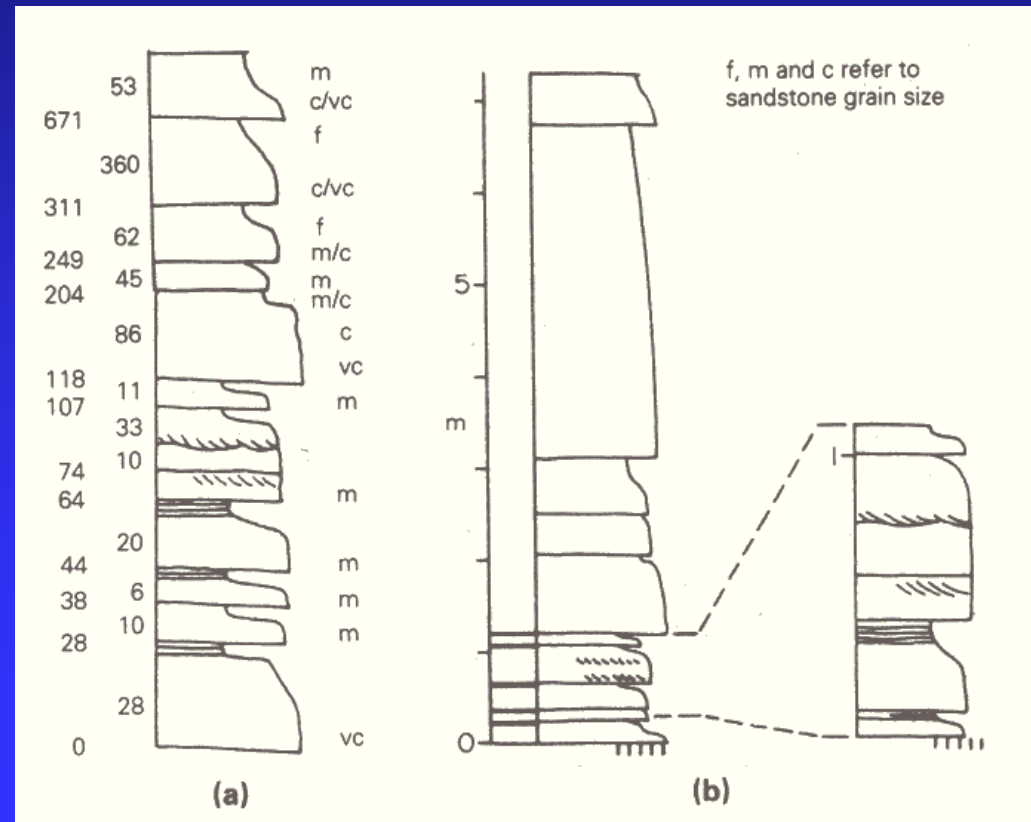 f, m and c refer to
sandstone grain size
53 m
c/vc
671 f
360
c/vc
311
62 f
249 m/c
45 m
204 m/c
86 c
vc
118
11
107 m
33
10
74
64 m
20
44 m
6
38 m
10 m
28
28
0 vc
(a)
5
m
0
1
(b)